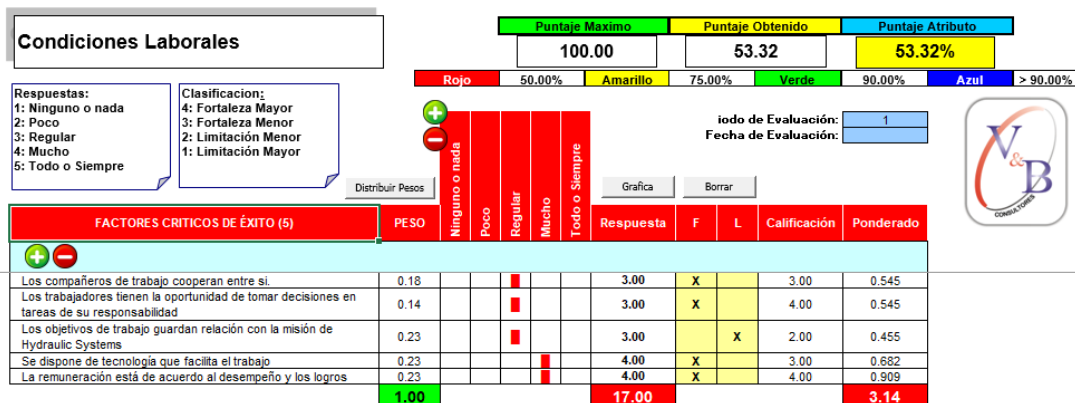 Condiciones Laborales
Puntaje Maximo Puntaje Obtenido Puntaje Atributo
100.00 53.32 53.32%
Rojo 50.00% Amarillo 75.00% Verde 90.00% Azul > 90.00%
Respuestas:
1: Ninguno o nada
2: Poco
3: Regular
4: Mucho
5: Todo o Siempre
Clasificacion:
4: Fortaleza Mayor
3: Fortaleza Menor
2: Limitación Menor
1: Limitación Mayor
iodo de Evaluación: 1
Fecha de Evaluación:
V&B
CONSULTORES
Distribuir Pesos
Grafica
Borrar
FACTORES CRITICOS DE ÉXITO (5) PESO Ninguno o nada Poco Regular Mucho Todo o Siempre Respuesta F L Calificación Ponderado
Los compañeros de trabajo cooperan entre si. 0.18 3.00 X 3.00 0.545
Los trabajadores tienen la oportunidad de tomar decisiones en
tareas de su responsabilidad 0.14 3.00 X 4.00 0.545
Los objetivos de trabajo guardan relación con la misión de
Hydraulic Systems 0.23 3.00 X 2.00 0.455
Se dispone de tecnología que facilita el trabajo 0.23 4.00 X 3.00 0.682
La remuneración está de acuerdo al desempeño y los logros 0.23 4.00 X 4.00 0.909
1.00 17.00 3.14